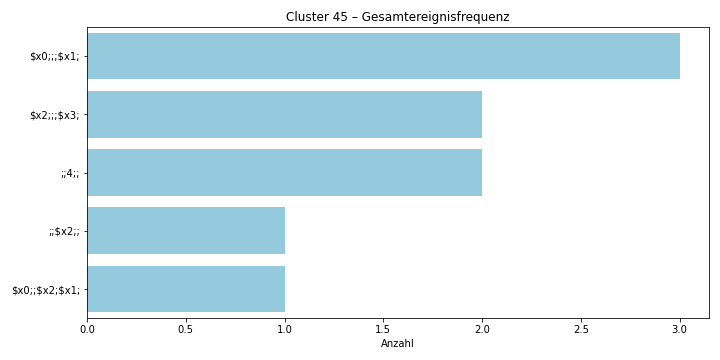 Cluster 45 – Gesamtereignisfrequenz
$x0;;;$x1;
$x2;;;$x3;
;;4;;
;;$x2;;
$x0;;$x2;$x1;
0.0 0.5 1.0 1.5 2.0 2.5 3.0
Anzahl